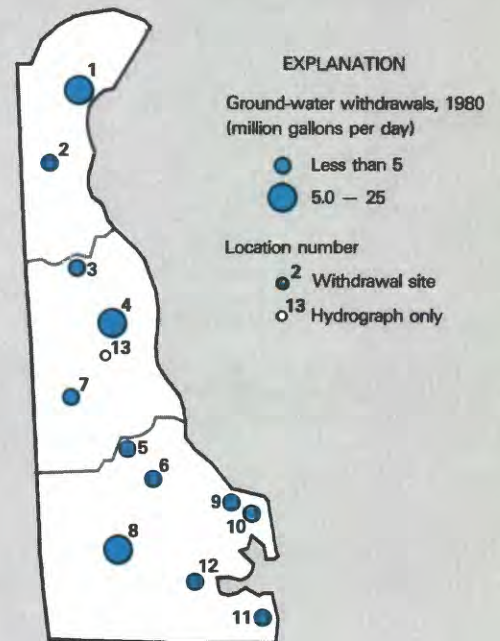 EXPLANATION
Ground-water withdrawals, 1980
(million gallons per day)
Less than 5
5.0 — 25
Location number
2 Withdrawal site
13 Hydrograph only
1
2
3
4
13
7
5
6
9
10
8
12
11